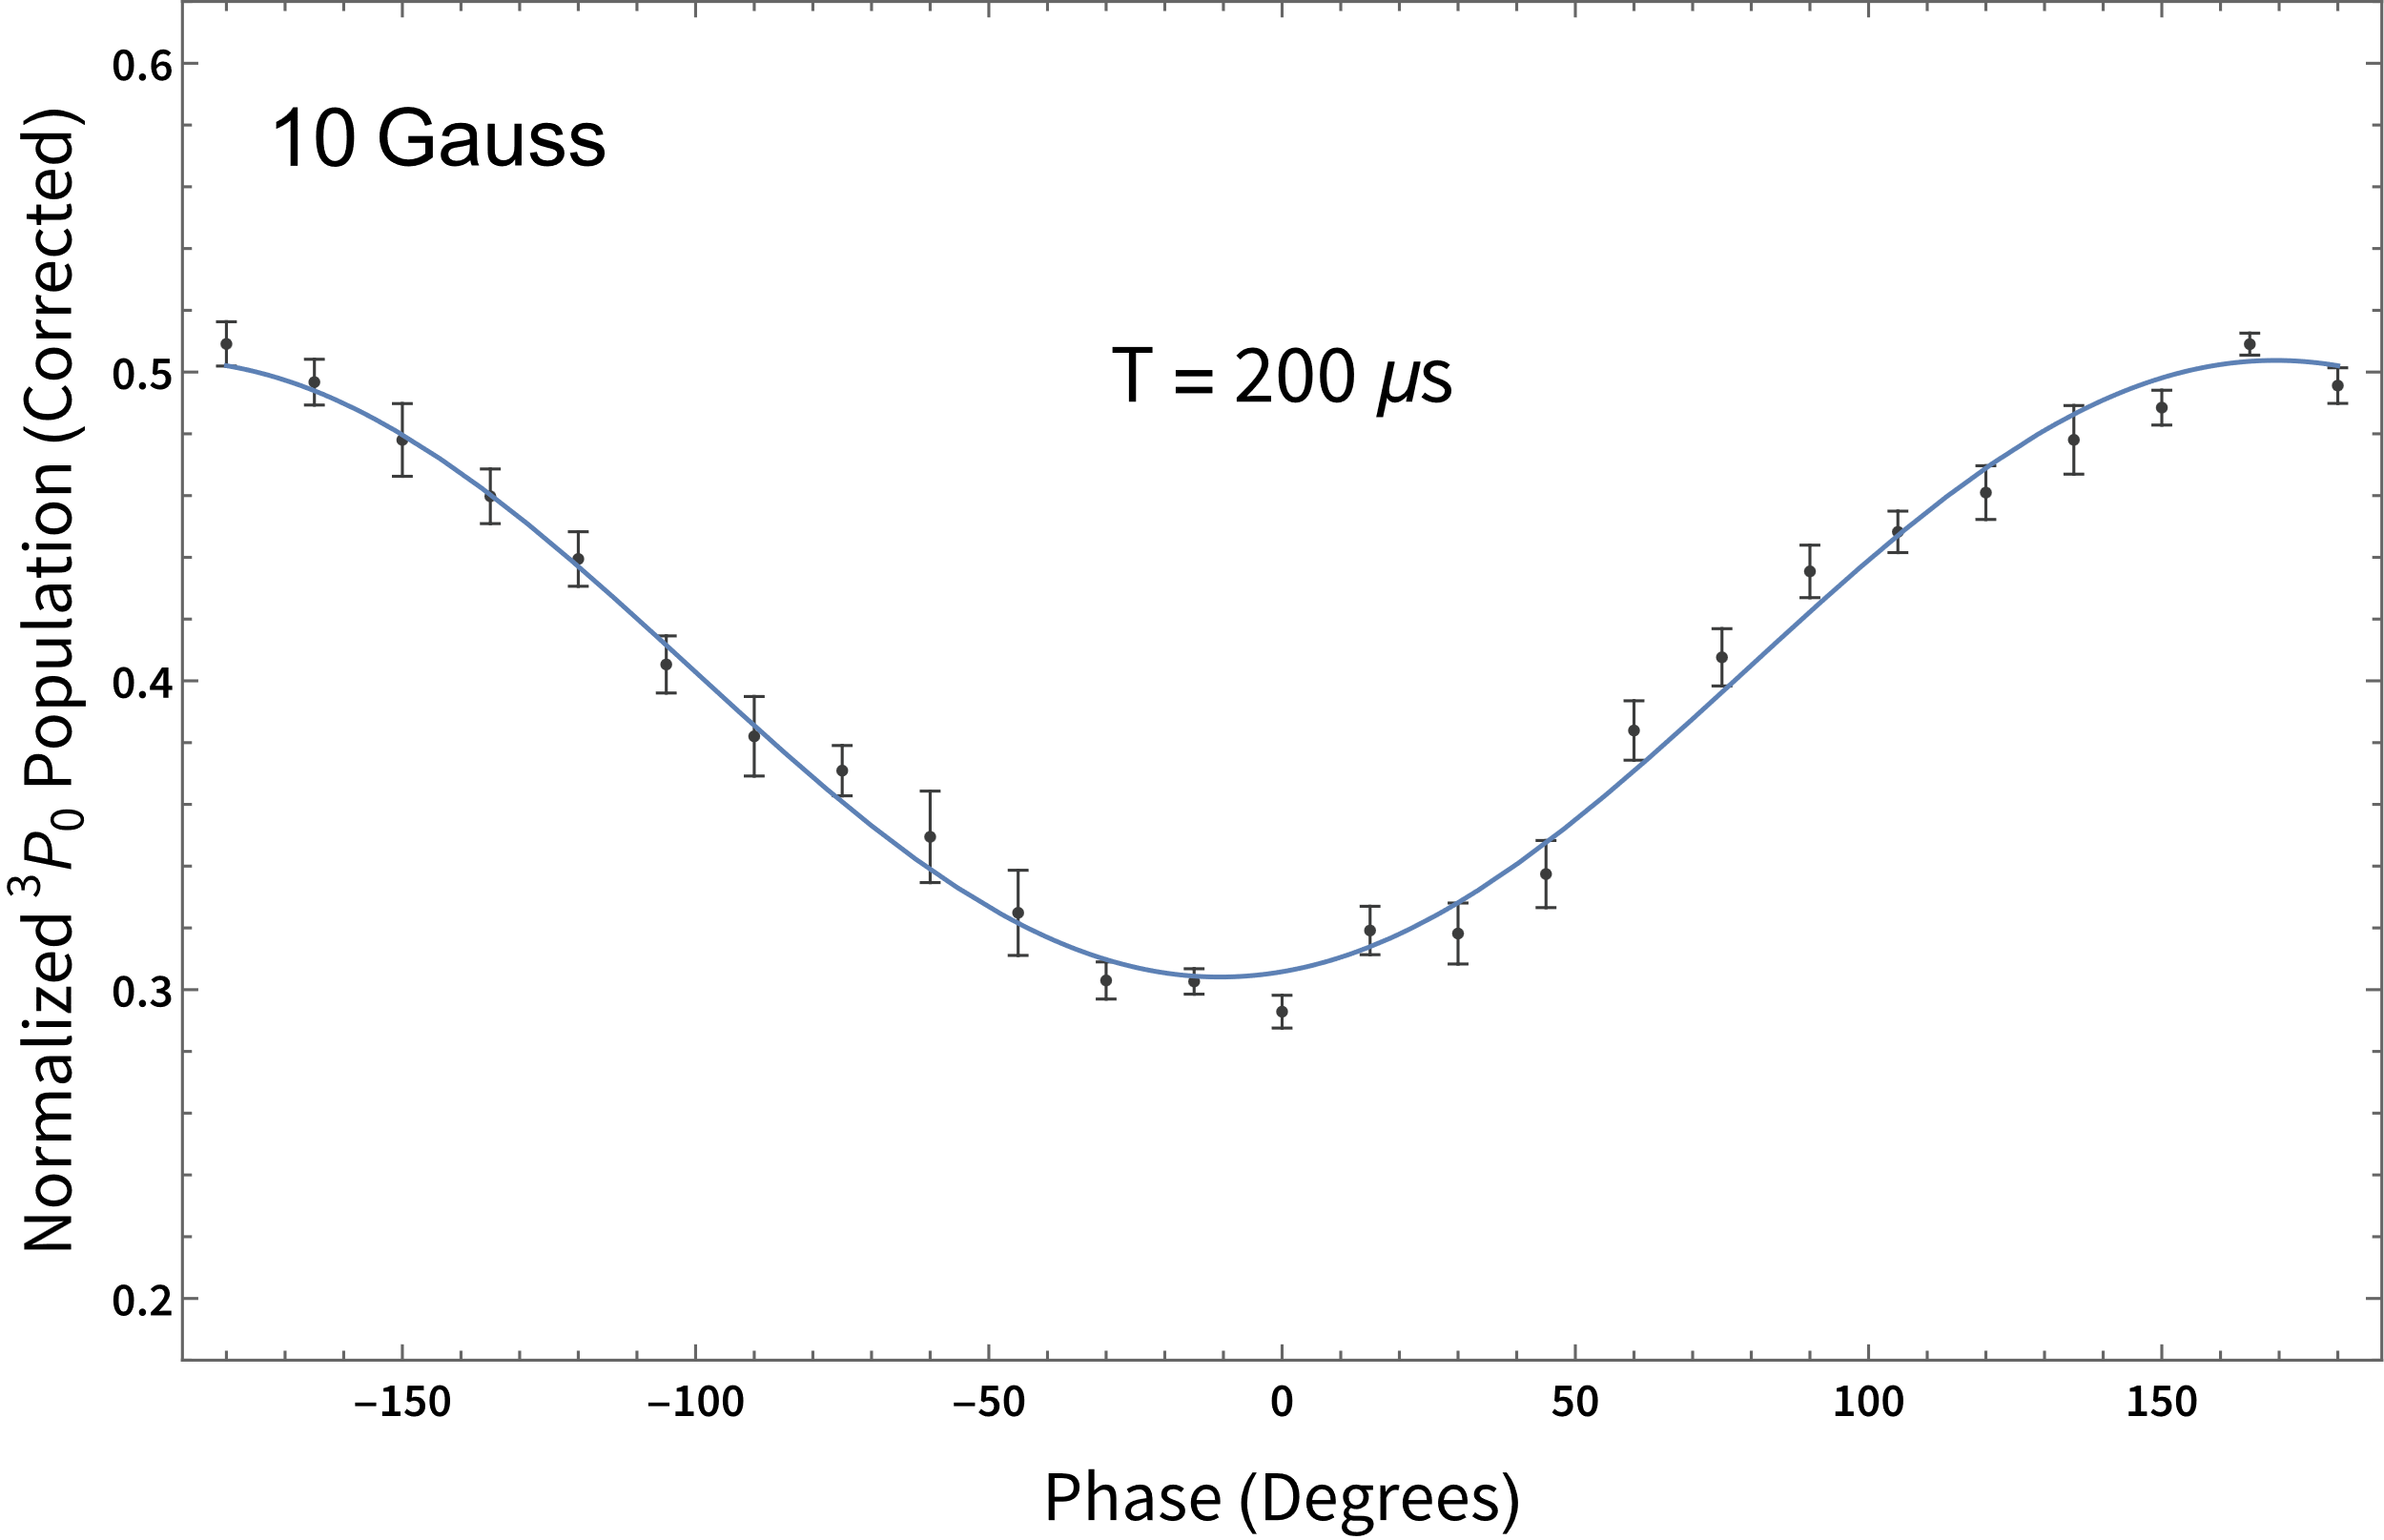 Normalized ³P₀ Population (Corrected)
0.6
0.5
0.4
0.3
0.2
10 Gauss
T = 200 μs
−150 −100 −50 0 50 100 150
Phase (Degrees)